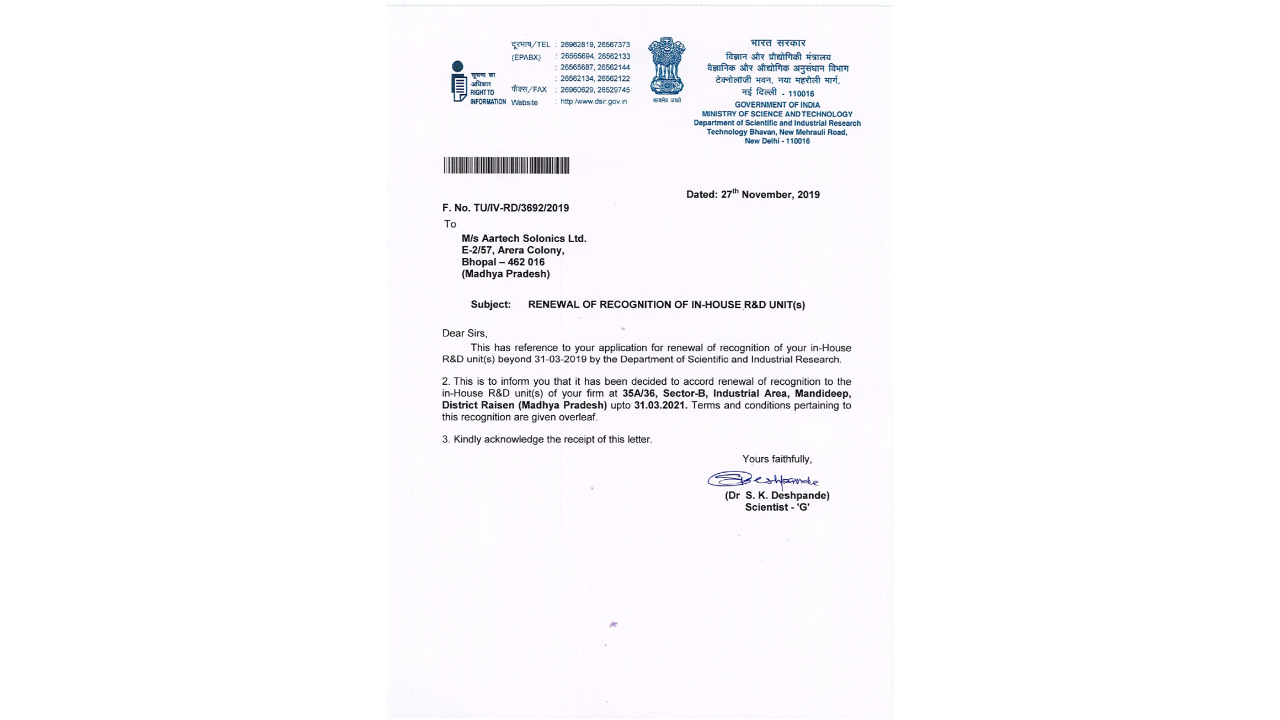 दूरभाष/TEL : 26962819, 26567373
(EPABX) : 26565694, 26562133
: 26565687, 26562144
: 26562134, 26562122
फैक्स/FAX : 26960629, 26529745
Website : http:/www.dsir.gov.in
सूचना का
अधिकार
RIGHT TO
INFORMATION
सत्यमेव जयते
भारत सरकार
विज्ञान और प्रौद्योगिकी मंत्रालय
वैज्ञानिक और औद्योगिक अनुसंधान विभाग
टेक्नोलॉजी भवन, नया महरौली मार्ग,
नई दिल्ली - 110016
GOVERNMENT OF INDIA
MINISTRY OF SCIENCE AND TECHNOLOGY
Department of Scientific and Industrial Research
Technology Bhavan, New Mehrauli Road,
New Delhi - 110016
Dated: 27th November, 2019
F. No. TU/IV-RD/3692/2019
To
M/s Aartech Solonics Ltd.
E-2/57, Arera Colony,
Bhopal – 462 016
(Madhya Pradesh)
Subject: RENEWAL OF RECOGNITION OF IN-HOUSE R&D UNIT(s)
Dear Sirs,
This has reference to your application for renewal of recognition of your in-House
R&D unit(s) beyond 31-03-2019 by the Department of Scientific and Industrial Research.
2. This is to inform you that it has been decided to accord renewal of recognition to the
in-House R&D unit(s) of your firm at 35A/36, Sector-B, Industrial Area, Mandideep,
District Raisen (Madhya Pradesh) upto 31.03.2021. Terms and conditions pertaining to
this recognition are given overleaf.
3. Kindly acknowledge the receipt of this letter.
Yours faithfully,
Deshpande
(Dr S. K. Deshpande)
Scientist - 'G'